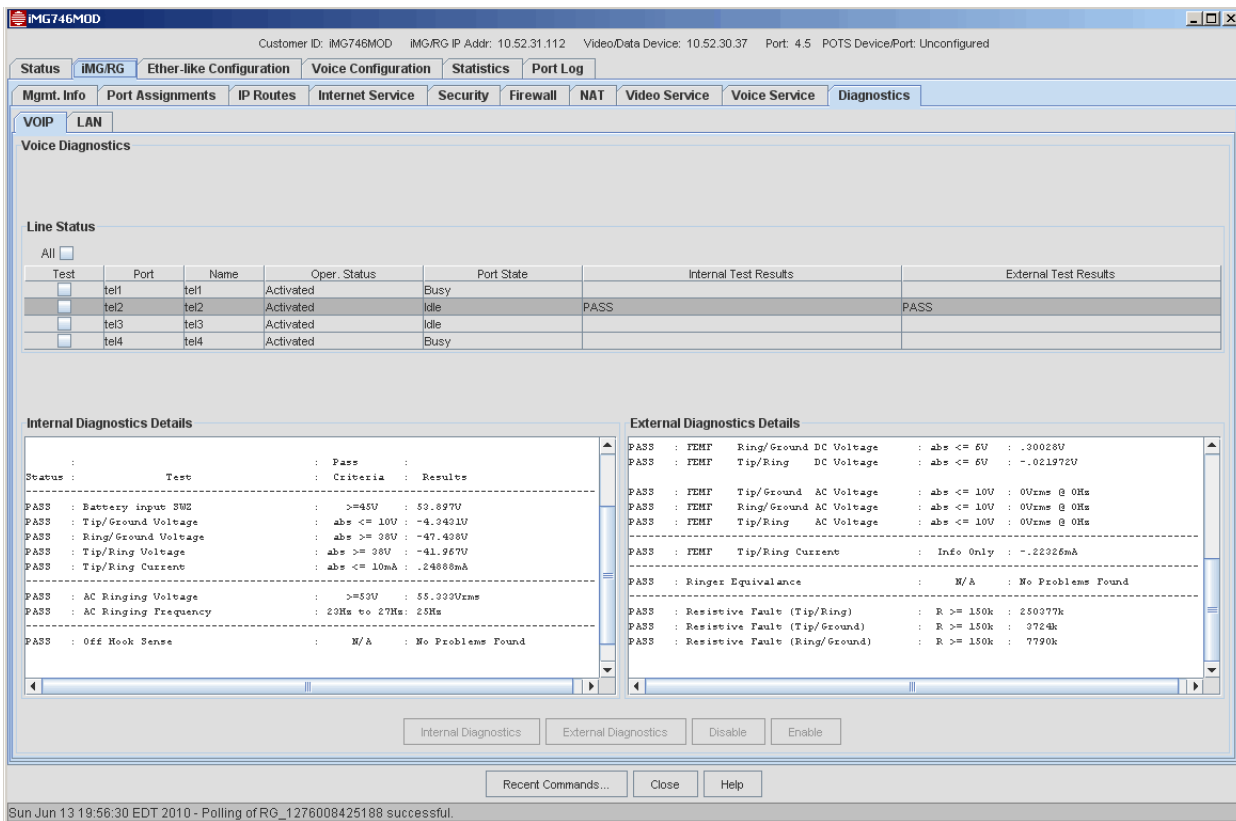 iMG746MOD
Customer ID: iMG746MOD iMG/RG IP Addr: 10.52.31.112 Video/Data Device: 10.52.30.37 Port: 4.5 POTS Device/Port: Unconfigured
Status iMG/RG Ether-like Configuration Voice Configuration Statistics Port Log
Mgmt. Info Port Assignments IP Routes Internet Service Security Firewall NAT Video Service Voice Service Diagnostics
VOIP LAN
Voice Diagnostics
Line Status
All
Test Port Name Oper. Status Port State Internal Test Results External Test Results
tel1 tel1 Activated Busy
tel2 tel2 Activated Idle PASS PASS
tel3 tel3 Activated Idle
tel4 tel4 Activated Busy
Internal Diagnostics Details
: : Pass :
Status : Test : Criteria : Results
PASS : Battery input SWZ : >=45V : 53.897V
PASS : Tip/Ground Voltage : abs <= 10V : -4.3431V
PASS : Ring/Ground Voltage : abs >= 38V : -47.438V
PASS : Tip/Ring Voltage : abs >= 38V : -41.967V
PASS : Tip/Ring Current : abs <= 10mA : .24888mA
PASS : AC Ringing Voltage : >=53V : 55.333Vrms
PASS : AC Ringing Frequency : 23Hz to 27Hz: 25Hz
PASS : Off Hook Sense : N/A : No Problems Found
External Diagnostics Details
PASS : FEMF Ring/Ground DC Voltage : abs <= 6V : .30028V
PASS : FEMF Tip/Ring DC Voltage : abs <= 6V : -.021972V
PASS : FEMF Tip/Ground AC Voltage : abs <= 10V : 0Vrms @ 0Hz
PASS : FEMF Ring/Ground AC Voltage : abs <= 10V : 0Vrms @ 0Hz
PASS : FEMF Tip/Ring AC Voltage : abs <= 10V : 0Vrms @ 0Hz
PASS : FEMF Tip/Ring Current : Info Only : -.22326mA
PASS : Ringer Equivalance : N/A : No Problems Found
PASS : Resistive Fault (Tip/Ring) : R >= 150k : 250377k
PASS : Resistive Fault (Tip/Ground) : R >= 150k : 3724k
PASS : Resistive Fault (Ring/Ground) : R >= 150k : 7790k
Internal Diagnostics External Diagnostics Disable Enable
Recent Commands... Close Help
Sun Jun 13 19:56:30 EDT 2010 - Polling of RG_1276008425188 successful.